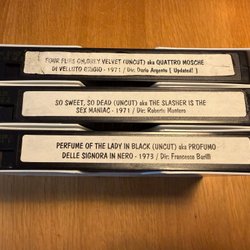 FOUR FLIES ON GREY VELVET (UNCUT) aka QUATTRO MOSCHE
DI VELLUTO GRIGIO - 1971 / Dir: Dario Argento [ Updated! ]
SO SWEET, SO DEAD (UNCUT) aka THE SLASHER IS THE
SEX MANIAC - 1971 / Dir: Roberto Montero
PERFUME OF THE LADY IN BLACK (UNCUT) aka PROFUMO
DELLE SIGNORA IN NERO - 1973 / Dir: Francesco Barilli